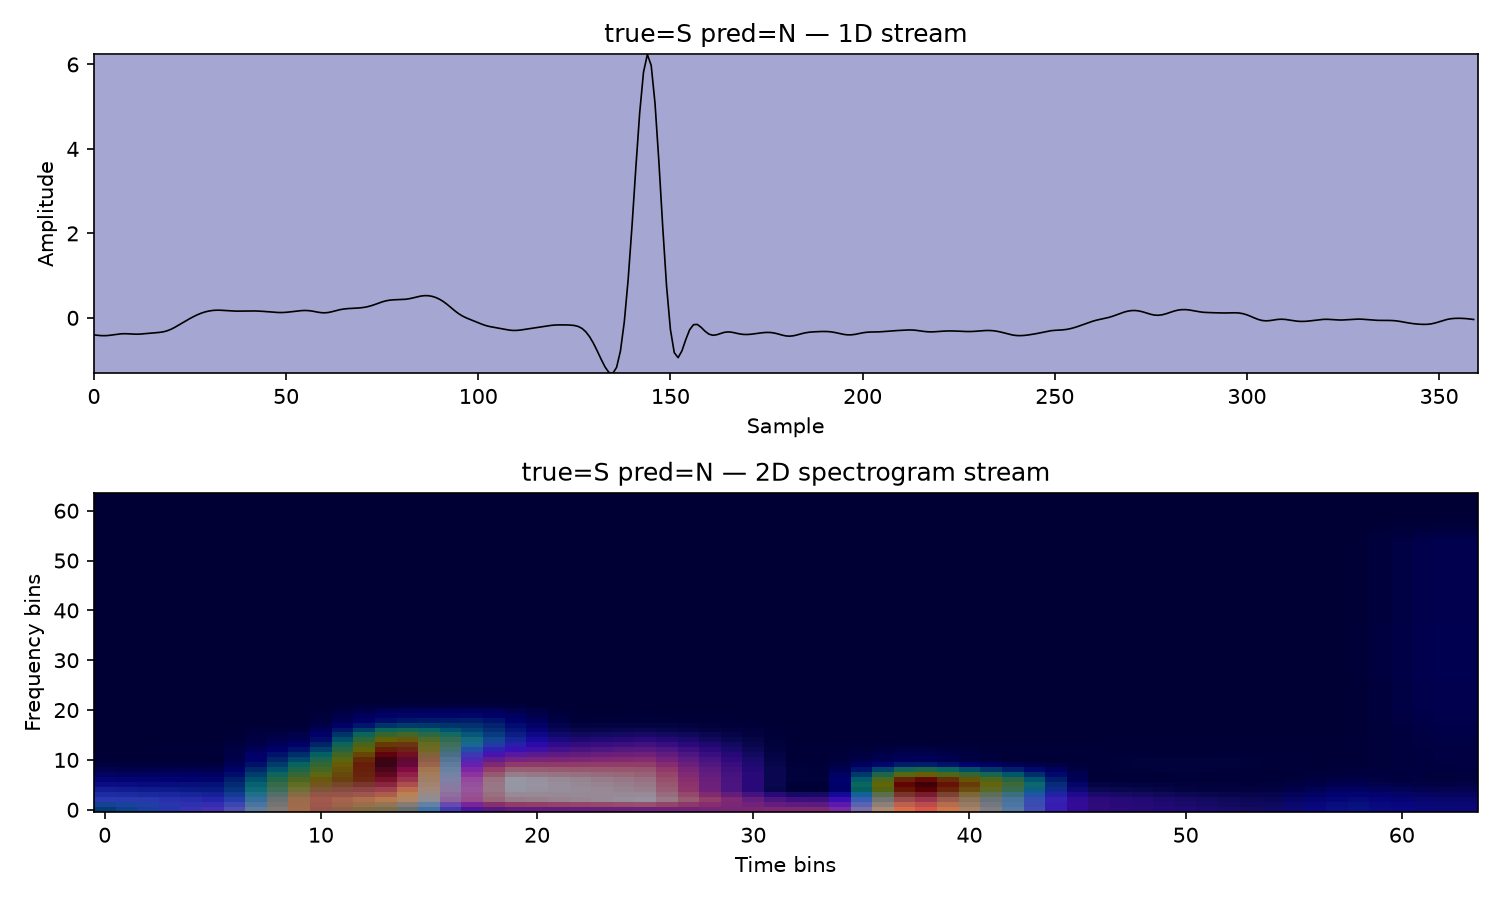 true=S pred=N — 1D stream
Amplitude
6
4
2
0
0 50 100 150 200 250 300 350
Sample
true=S pred=N — 2D spectrogram stream
Frequency bins
60
50
40
30
20
10
0
0 10 20 30 40 50 60
Time bins